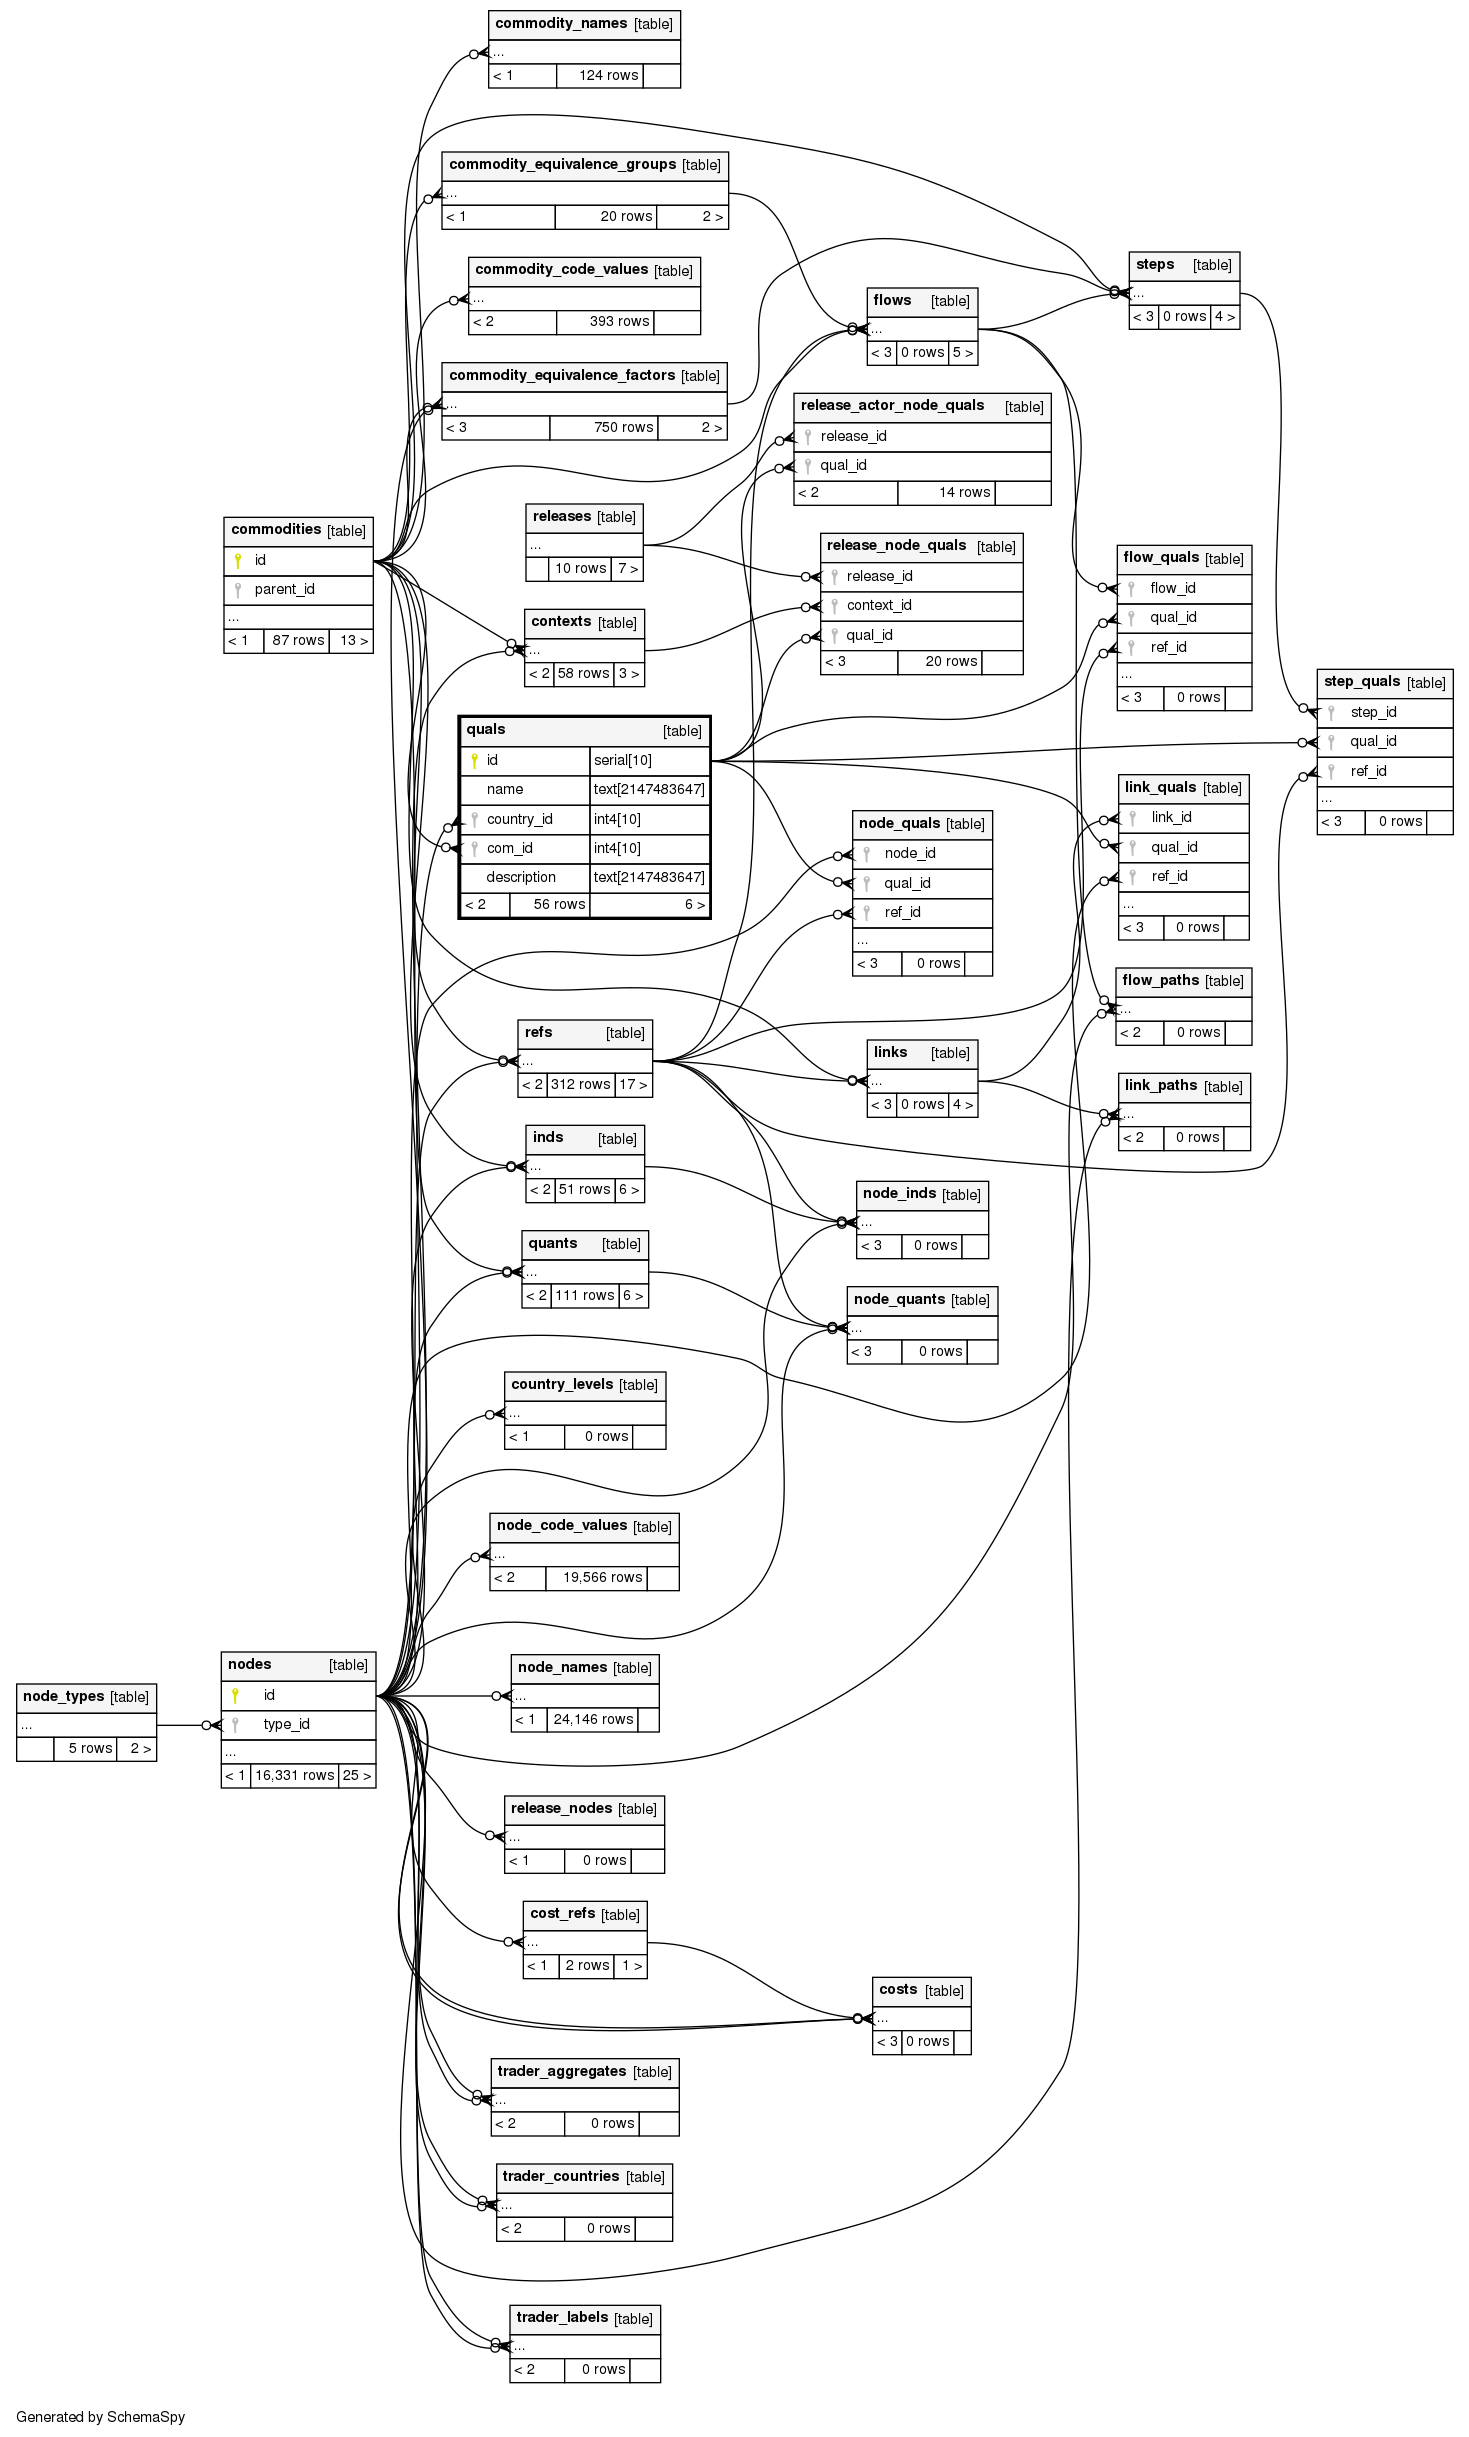 commodity_names [table]
...
< 1 124 rows
commodity_equivalence_groups [table]
...
< 1 20 rows 2 >
commodity_code_values [table]
...
< 2 393 rows
commodity_equivalence_factors [table]
...
< 3 750 rows 2 >
steps [table]
...
< 3 0 rows 4 >
flows [table]
...
< 3 0 rows 5 >
release_actor_node_quals [table]
release_id
qual_id
< 2 14 rows
commodities [table]
id
parent_id
...
< 1 87 rows 13 >
releases [table]
...
10 rows 7 >
release_node_quals [table]
release_id
context_id
qual_id
< 3 20 rows
contexts [table]
...
< 2 58 rows 3 >
flow_quals [table]
flow_id
qual_id
ref_id
...
< 3 0 rows
step_quals [table]
step_id
qual_id
ref_id
...
< 3 0 rows
quals [table]
id serial[10]
name text[2147483647]
country_id int4[10]
com_id int4[10]
description text[2147483647]
< 2 56 rows 6 >
node_quals [table]
node_id
qual_id
ref_id
...
< 3 0 rows
link_quals [table]
link_id
qual_id
ref_id
...
< 3 0 rows
flow_paths [table]
...
< 2 0 rows
refs [table]
...
< 2 312 rows 17 >
links [table]
...
< 3 0 rows 4 >
link_paths [table]
...
< 2 0 rows
inds [table]
...
< 2 51 rows 6 >
node_inds [table]
...
< 3 0 rows
quants [table]
...
< 2 111 rows 6 >
node_quants [table]
...
< 3 0 rows
country_levels [table]
...
< 1 0 rows
node_code_values [table]
...
< 2 19,566 rows
node_types [table]
...
5 rows 2 >
nodes [table]
id
type_id
...
< 1 16,331 rows 25 >
node_names [table]
...
< 1 24,146 rows
release_nodes [table]
...
< 1 0 rows
cost_refs [table]
...
< 1 2 rows 1 >
costs [table]
...
< 3 0 rows
trader_aggregates [table]
...
< 2 0 rows
trader_countries [table]
...
< 2 0 rows
trader_labels [table]
...
< 2 0 rows
Generated by SchemaSpy